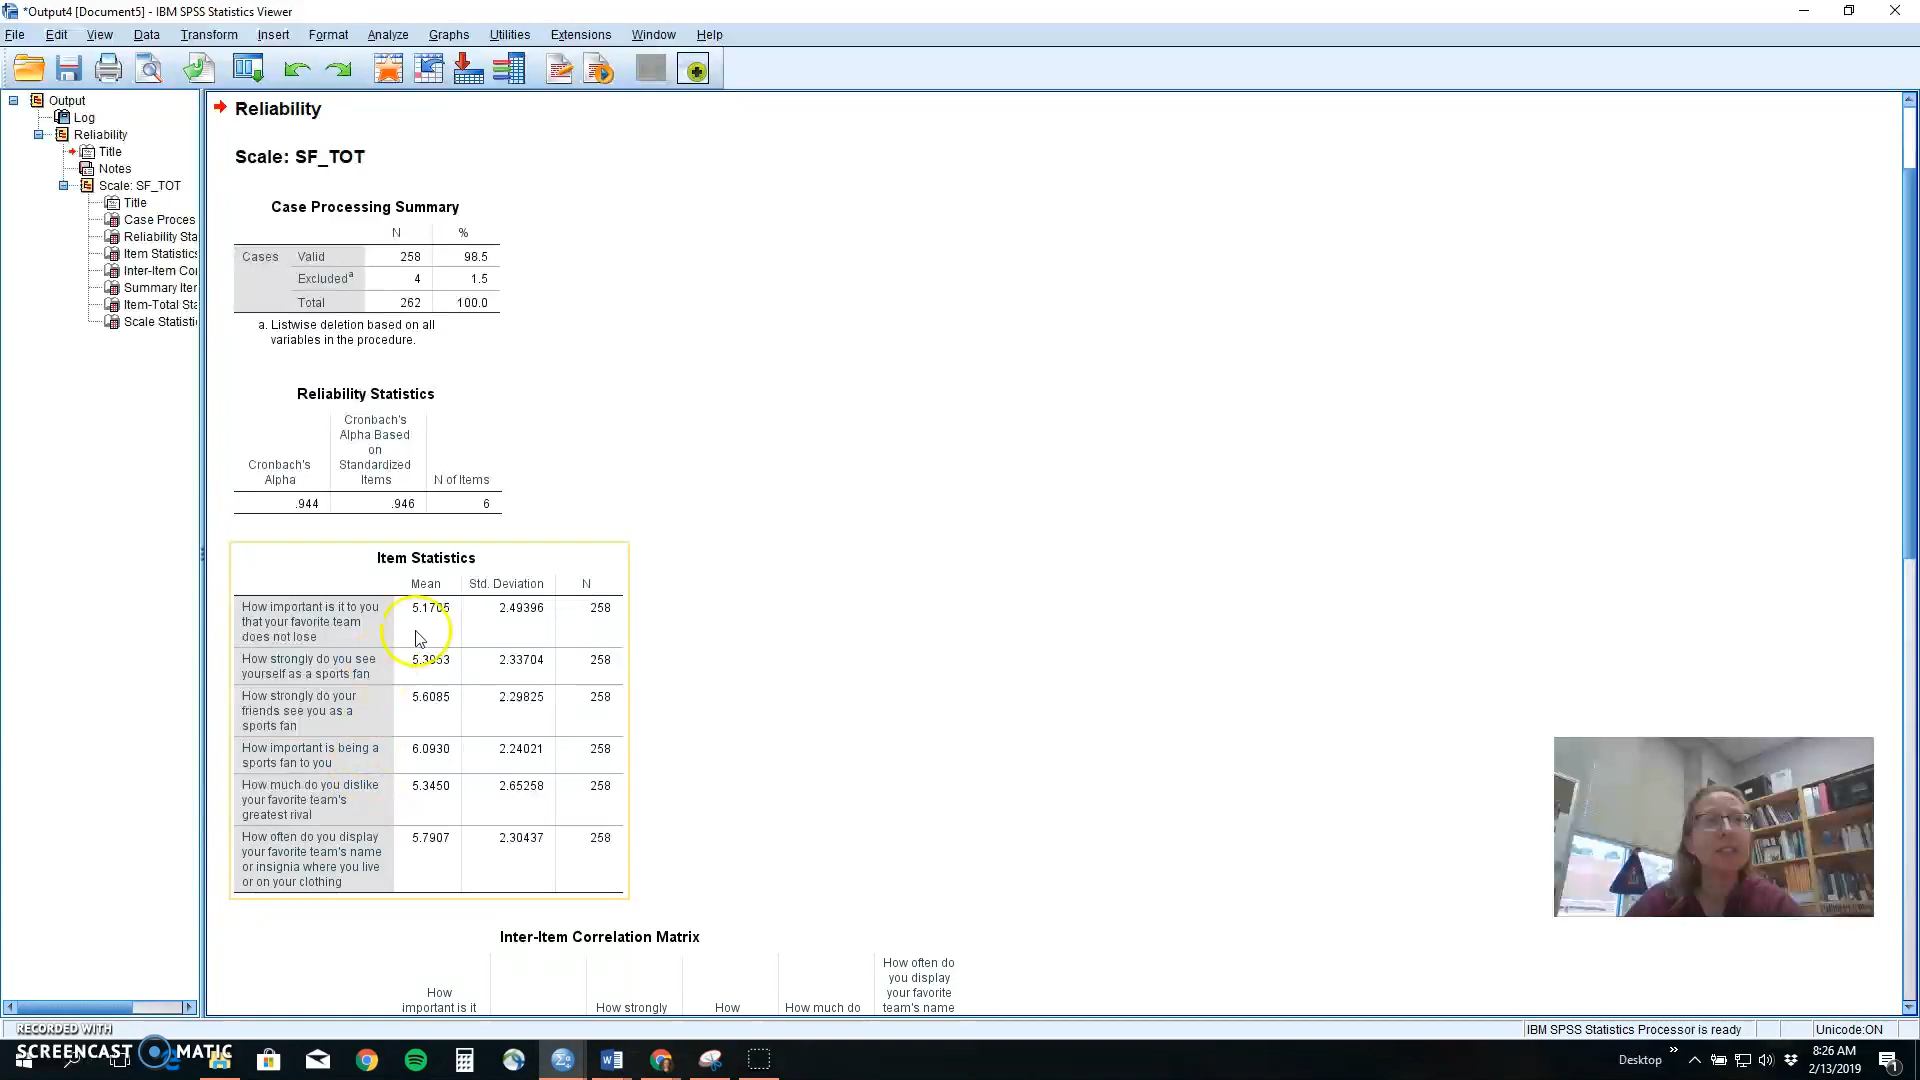 *Output4 [Document5] - IBM SPSS Statistics Viewer
File Edit View Data Transform Insert Format Analyze Graphs Utilities Extensions Window Help
Output
Log
Reliability
Title
Notes
Scale: SF_TOT
Title
Case Proces
Reliability Sta
Item Statistics
Inter-Item Co
Summary Iter
Item-Total Sta
Scale Statisti
Reliability
Scale: SF_TOT
Case Processing Summary
N %
Cases Valid 258 98.5
Excludedᵃ 4 1.5
Total 262 100.0
a. Listwise deletion based on all
variables in the procedure.
Reliability Statistics
Cronbach's
Alpha
Cronbach's
Alpha Based
on
Standardized
Items
N of Items
.944 .946 6
Item Statistics
Mean Std. Deviation N
How important is it to you 5.1705 2.49396 258
that your favorite team
does not lose
How strongly do you see 5.3953 2.33704 258
yourself as a sports fan
How strongly do your 5.6085 2.29825 258
friends see you as a
sports fan
How important is being a 6.0930 2.24021 258
sports fan to you
How much do you dislike 5.3450 2.65258 258
your favorite team's
greatest rival
How often do you display 5.7907 2.30437 258
your favorite team's name
or insignia where you live
or on your clothing
Inter-Item Correlation Matrix
How
important is it
How strongly
How
How much do
How often do
you display
your favorite
team's name
IBM SPSS Statistics Processor is ready
Unicode:ON
RECORDED WITH
SCREENCAST MATIC
Desktop
8:26 AM
2/13/2019